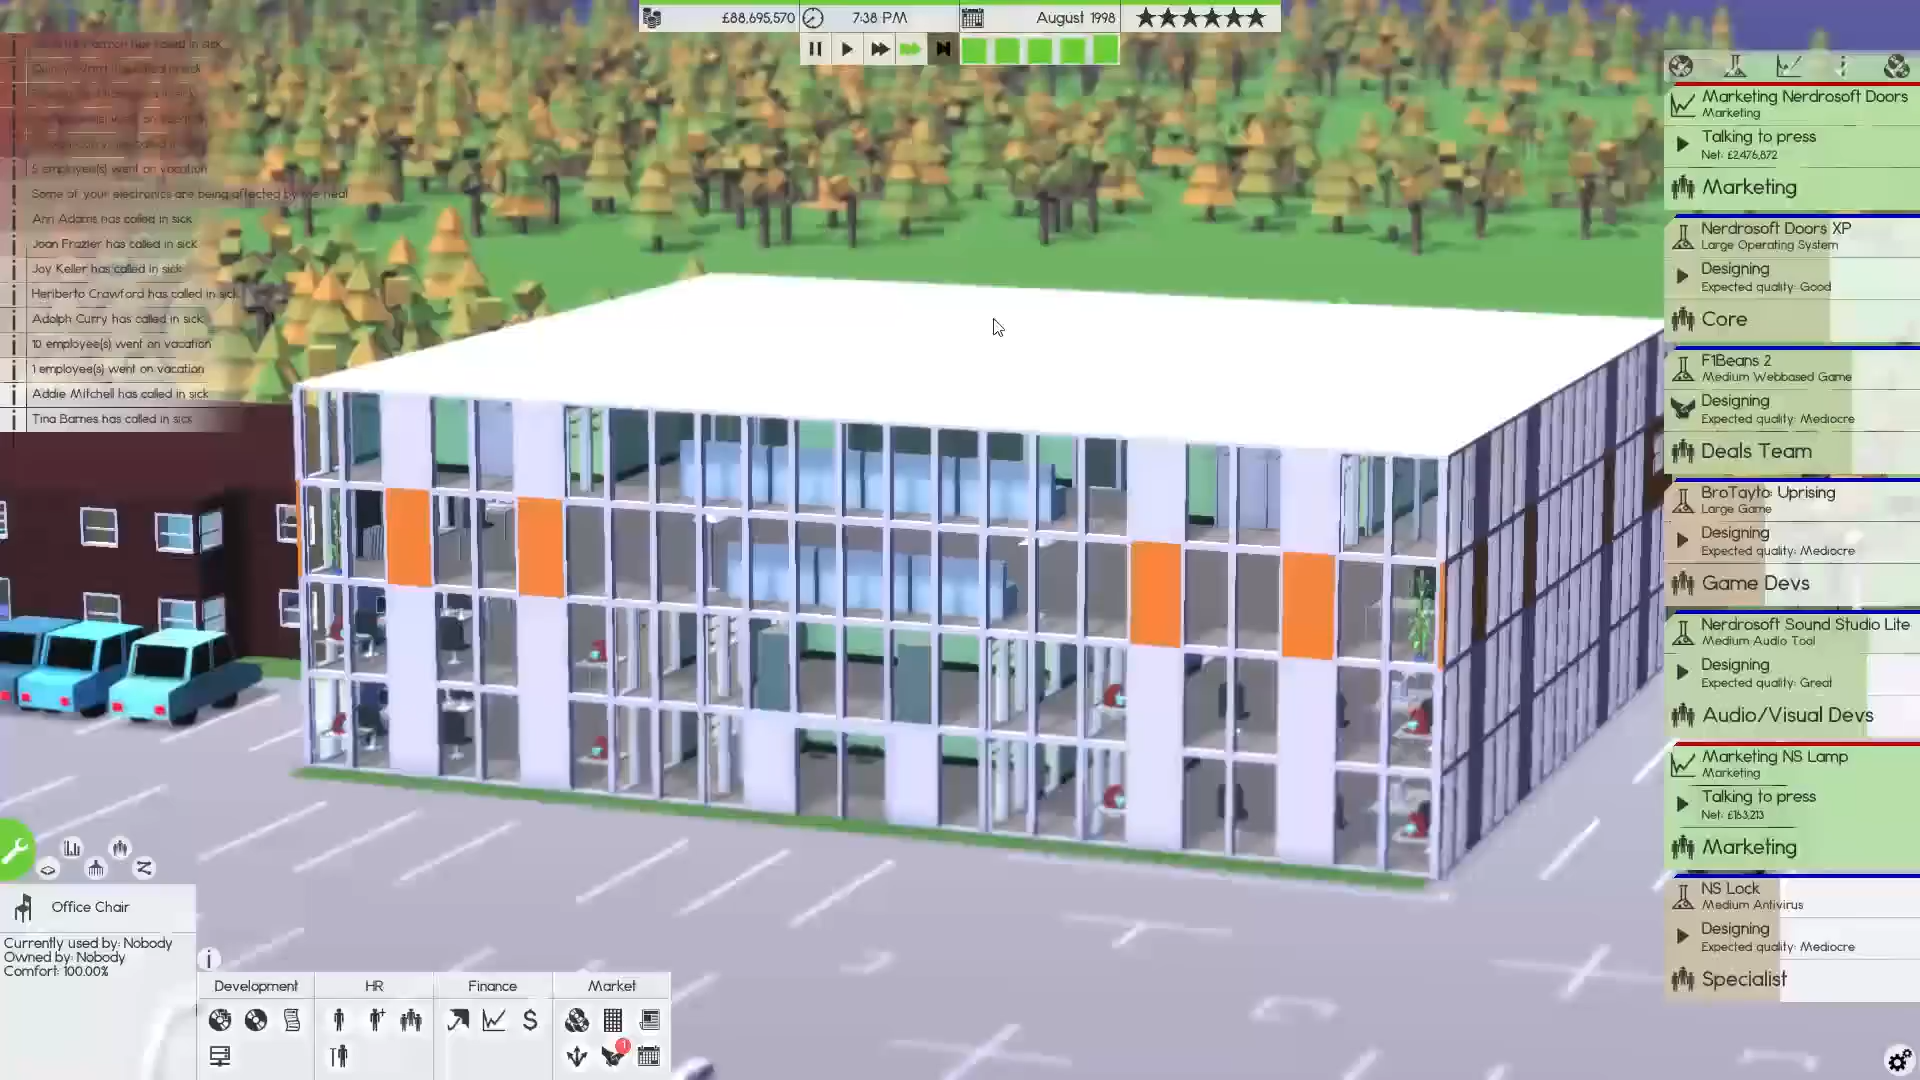 £88,695,570
7:38 PM
August 1998
5 employee(s) went on vacation
Some of your electronics are being affected by the heat
Ann Adams has called in sick
Joan Frazier has called in sick
Joy Keller has called in sick
Heriberto Crawford has called in sick
Adolph Curry has called in sick
10 employee(s) went on vacation
1 employee(s) went on vacation
Addie Mitchell has called in sick
Tina Barnes has called in sick
Marketing Nerdrosoft Doors
Marketing
Talking to press
Net: £2,476,872
Marketing
Nerdrosoft Doors XP
Large Operating System
Designing
Expected quality: Good
Core
F1Beans 2
Medium Webbased Game
Designing
Expected quality: Mediocre
Deals Team
BroTayto: Uprising
Large Game
Designing
Expected quality: Mediocre
Game Devs
Nerdrosoft Sound Studio Lite
Medium Audio Tool
Designing
Expected quality: Great
Audio/Visual Devs
Marketing NS Lamp
Marketing
Talking to press
Net: £163,213
Marketing
NS Lock
Medium Antivirus
Designing
Expected quality: Mediocre
Specialist
Office Chair
Currently used by: Nobody
Owned by: Nobody
Comfort: 100.00%
i
Development
HR
Finance
Market
1